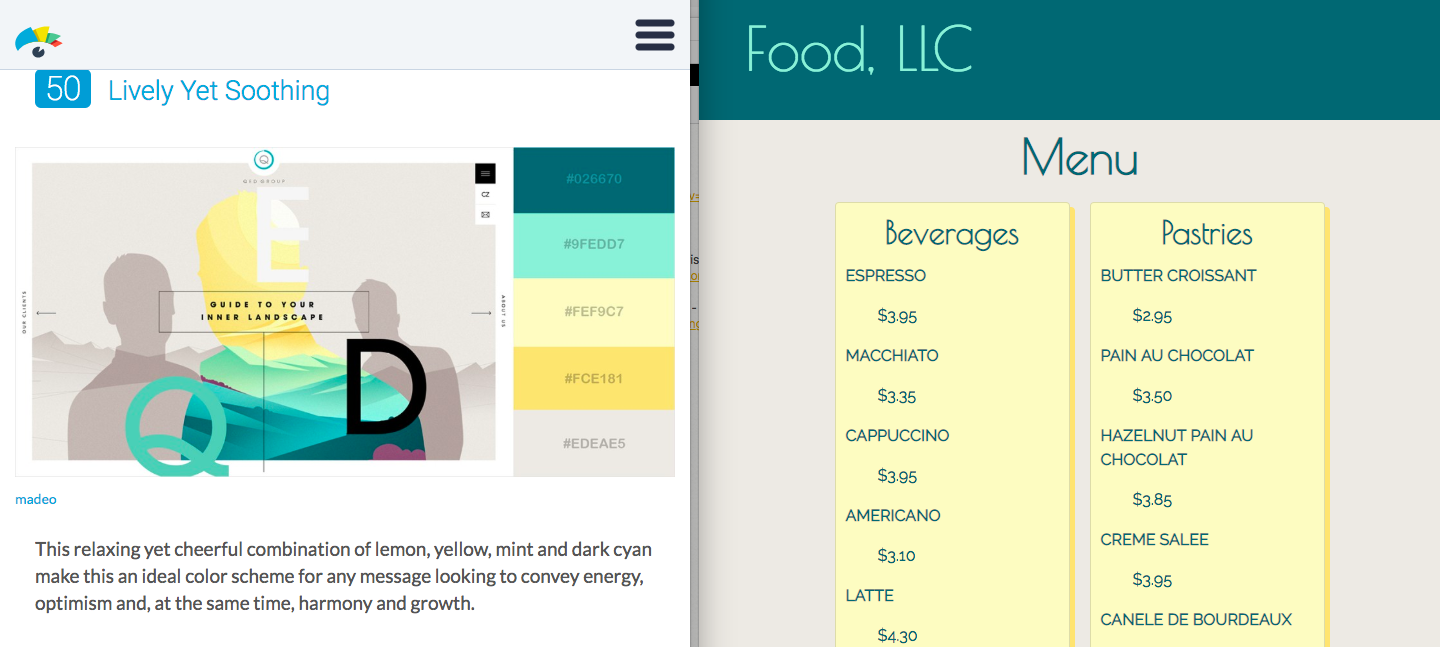 50 Lively Yet Soothing
Q
QED GROUP
CZ
E
GUIDE TO YOUR
INNER LANDSCAPE
OUR CLIENTS
ABOUT US
D
Q
#026670
#9FEDD7
#FEF9C7
#FCE181
#EDEAE5
madeo
This relaxing yet cheerful combination of lemon, yellow, mint and dark cyan
make this an ideal color scheme for any message looking to convey energy,
optimism and, at the same time, harmony and growth.
Food, LLC
Menu
Beverages
ESPRESSO
$3.95
MACCHIATO
$3.35
CAPPUCCINO
$3.95
AMERICANO
$3.10
LATTE
$4.30
Pastries
BUTTER CROISSANT
$2.95
PAIN AU CHOCOLAT
$3.50
HAZELNUT PAIN AU
CHOCOLAT
$3.85
CREME SALEE
$3.95
CANELE DE BOURDEAUX